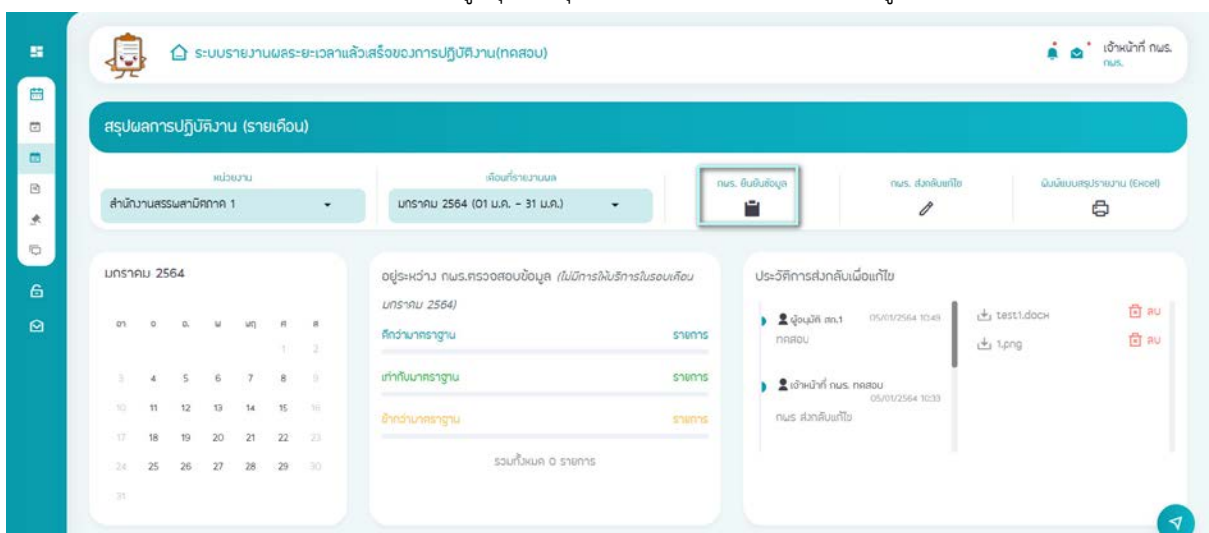 ระบบรายงานผลระยะเวลาแล้วเสร็จของการปฏิบัติงาน(ทดสอบ)
เจ้าหน้าที่ กพร.
กพร.
สรุปผลการปฏิบัติงาน (รายเดือน)
หน่วยงาน
สำนักงานสรรพสามิตภาค 1
เดือนที่รายงานผล
มกราคม 2564 (01 ม.ค. - 31 ม.ค.)
กพร. ยืนยันข้อมูล
กพร. ส่งกลับแก้ไข
พิมพ์แบบสรุปรายงาน (Excel)
มกราคม 2564
อา จ อ. พ พฤ ศ ส
1 2
3 4 5 6 7 8 9
10 11 12 13 14 15 16
17 18 19 20 21 22 23
24 25 26 27 28 29 30
31
อยู่ระหว่าง กพร.ตรวจสอบข้อมูล (ไม่มีการให้บริการในรอบเดือน
มกราคม 2564)
ดีกว่ามาตราฐาน รายการ
เท่ากับมาตราฐาน รายการ
ช้ากว่ามาตราฐาน รายการ
รวมทั้งหมด 0 รายการ
ประวัติการส่งกลับเพื่อแก้ไข
ผู้อนุมัติ สภ.1 05/01/2564 10:49
ทดสอบ
เจ้าหน้าที่ กพร. ทดสอบ
05/01/2564 10:33
กพร ส่งกลับแก้ไข
test1.docx ลบ
1.png ลบ